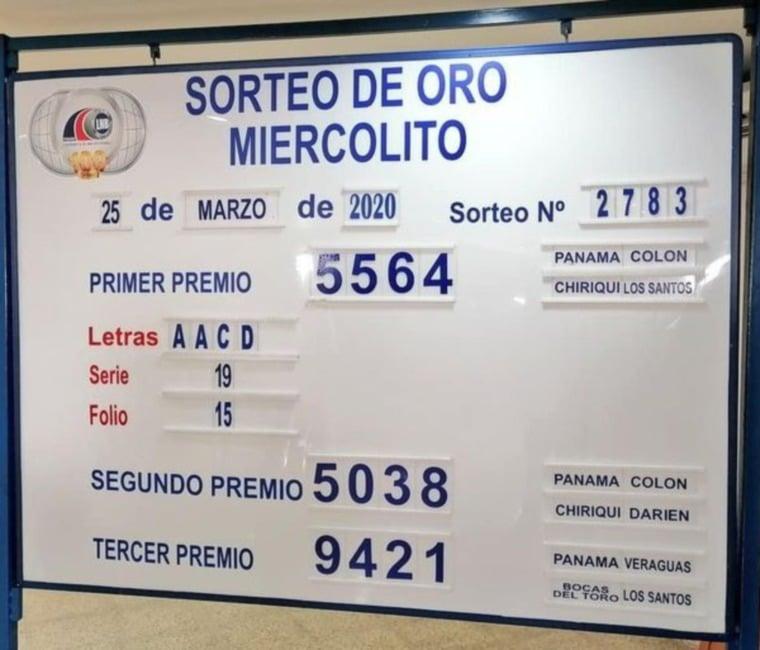 SORTEO DE ORO
MIERCOLITO
LNB
100
25 de MARZO de 2020 Sorteo Nº 2783
PRIMER PREMIO 5564 PANAMA COLON
CHIRIQUI LOS SANTOS
Letras A A C D
Serie 19
Folio 15
SEGUNDO PREMIO 5038 PANAMA COLON
CHIRIQUI DARIEN
TERCER PREMIO 9421 PANAMA VERAGUAS
BOCAS DEL TORO LOS SANTOS